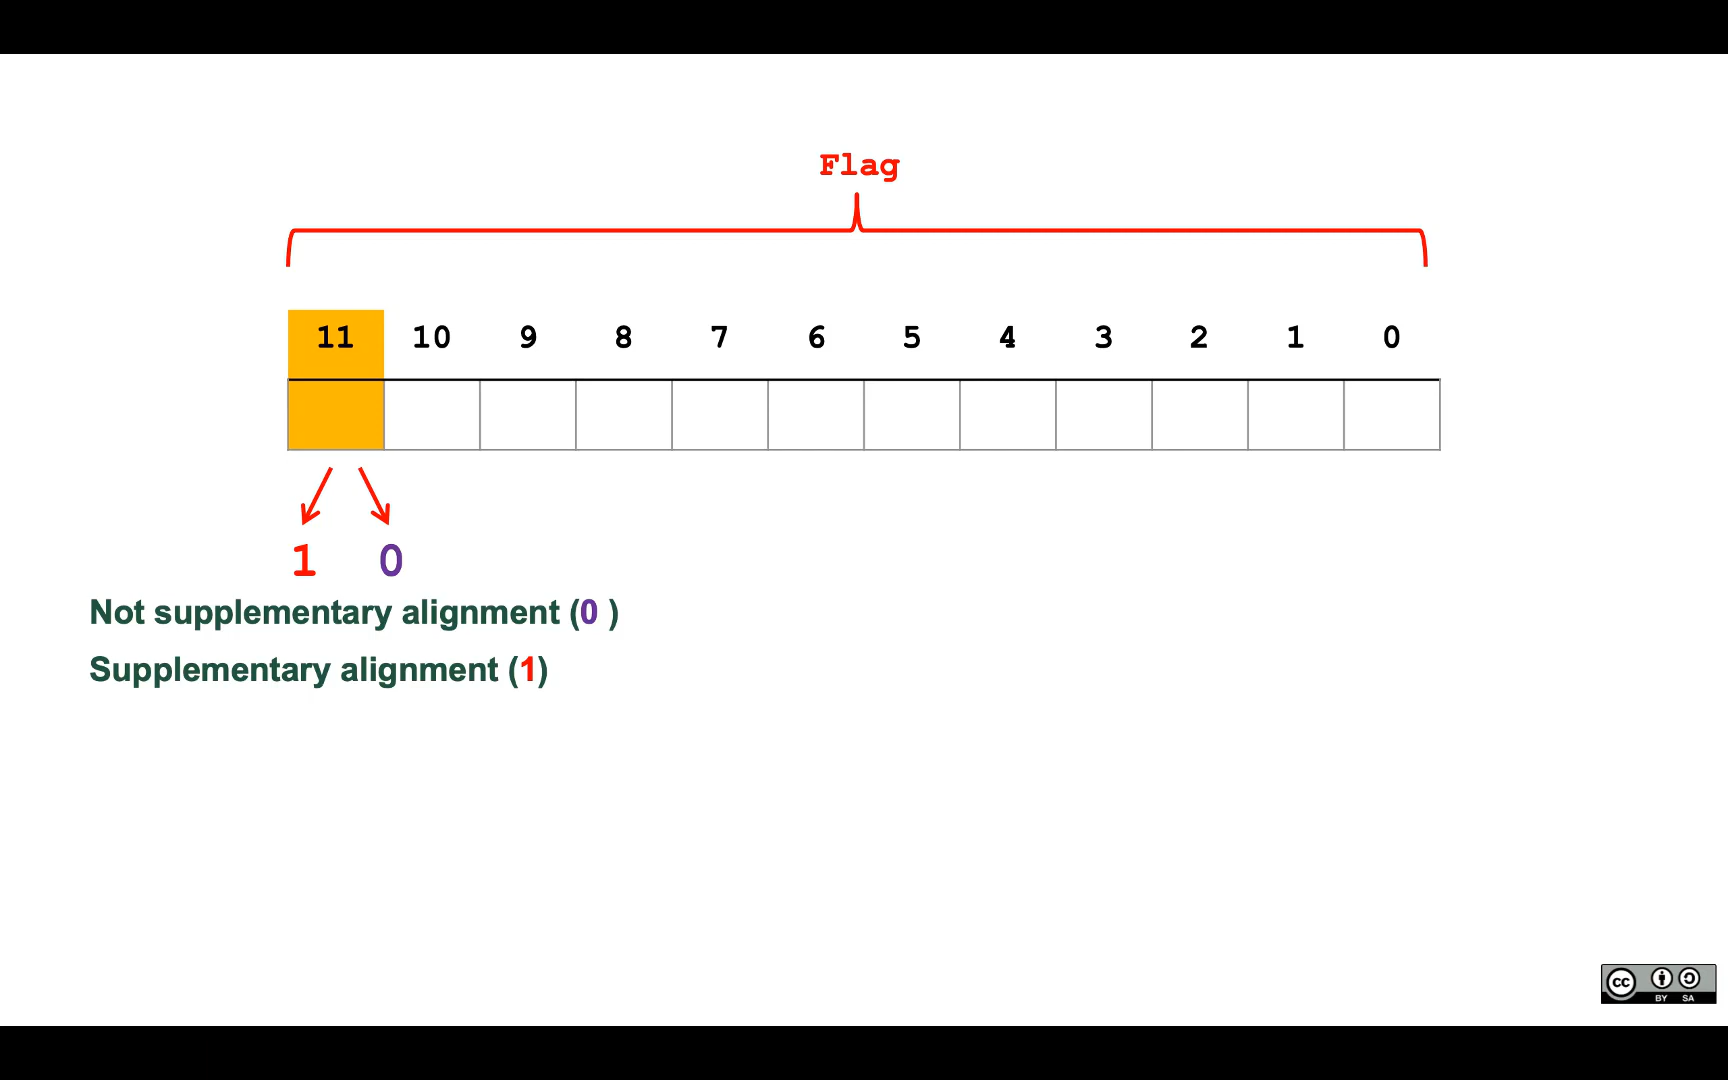 Flag
11 10 9 8 7 6 5 4 3 2 1 0
1 0
Not supplementary alignment (0 )
Supplementary alignment (1)
cc
BY SA